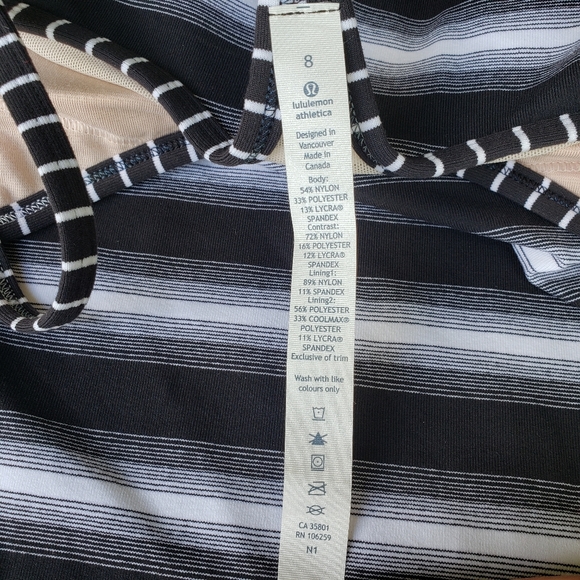 8
lululemon
athletica
Designed in
Vancouver
Made in
Canada
Body:
54% NYLON
33% POLYESTER
13% LYCRA®
SPANDEX
Contrast:
72% NYLON
16% POLYESTER
12% LYCRA®
SPANDEX
Lining1:
89% NYLON
11% SPANDEX
Lining2:
56% POLYESTER
33% COOLMAX®
POLYESTER
11% LYCRA®
SPANDEX
Exclusive of trim
Wash with like
colours only
CA 35801
RN 106259
N1